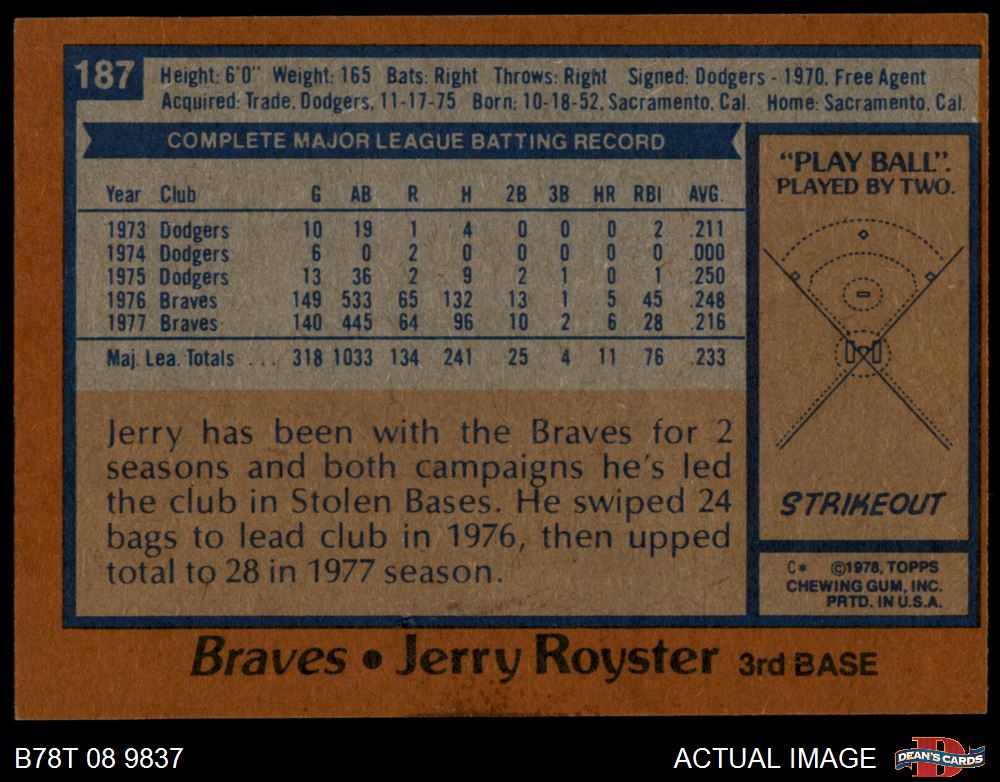 187
Height: 6'0" Weight: 165 Bats: Right Throws: Right Signed: Dodgers - 1970, Free Agent
Acquired: Trade, Dodgers, 11-17-75 Born: 10-18-52, Sacramento, Cal. Home: Sacramento, Cal.
COMPLETE MAJOR LEAGUE BATTING RECORD
Year Club G AB R H 2B 3B HR RBI AVG.
1973 Dodgers 10 19 1 4 0 0 0 2 .211
1974 Dodgers 6 0 2 0 0 0 0 0 .000
1975 Dodgers 13 36 2 9 2 1 0 1 .250
1976 Braves 149 533 65 132 13 1 5 45 .248
1977 Braves 140 445 64 96 10 2 6 28 .216
Maj. Lea. Totals ... 318 1033 134 241 25 4 11 76 .233
Jerry has been with the Braves for 2
seasons and both campaigns he's led
the club in Stolen Bases. He swiped 24
bags to lead club in 1976, then upped
total to 28 in 1977 season.
"PLAY BALL".
PLAYED BY TWO.
STRIKEOUT
C* ©1978, TOPPS
CHEWING GUM, INC.
PRTD. IN U.S.A.
Braves • Jerry Royster 3rd BASE
B78T 08 9837
ACTUAL IMAGE
D
DEAN'S CARDS